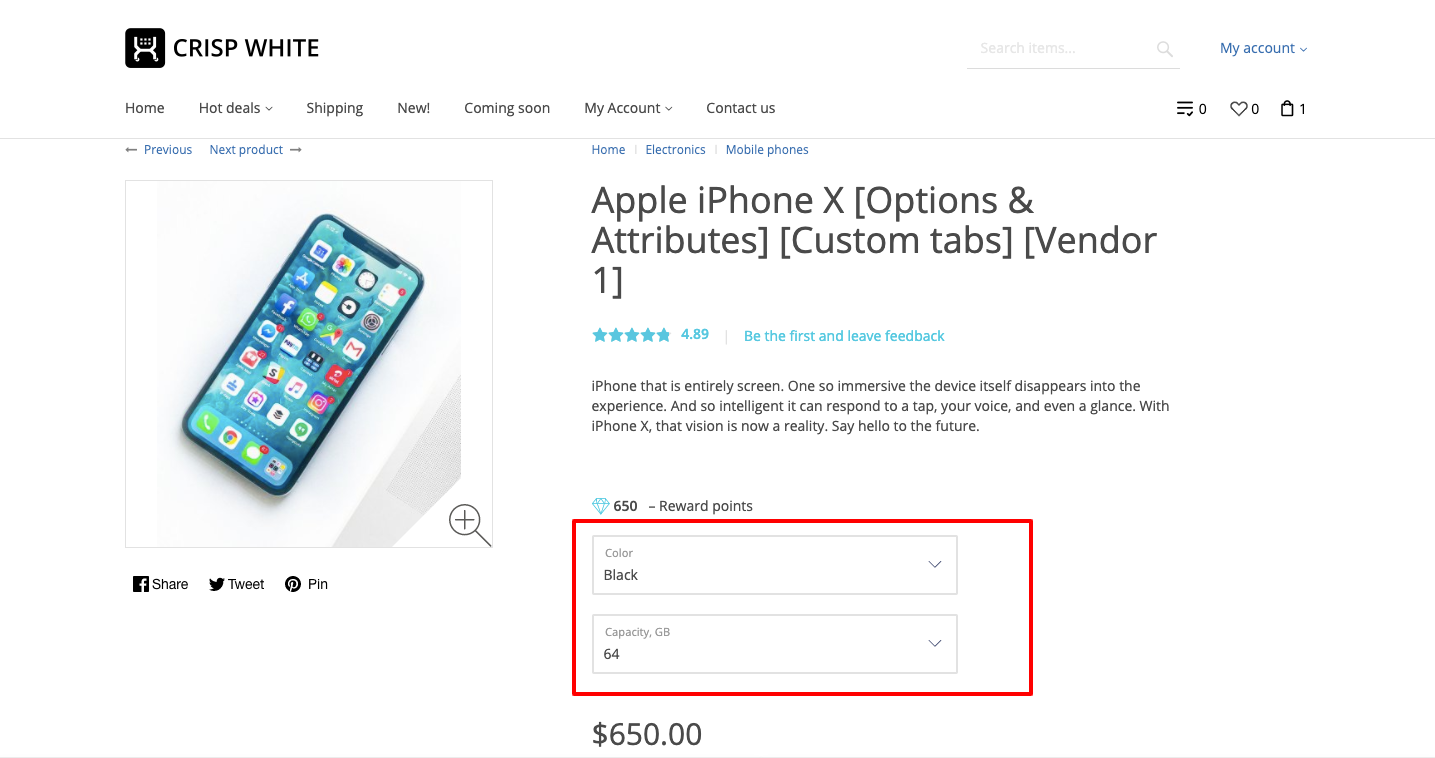 CRISP WHITE
Search items...
My account
Home Hot deals Shipping New! Coming soon My Account Contact us 0 0 1
Previous Next product
Home Electronics Mobile phones
Apple iPhone X [Options &
Attributes] [Custom tabs] [Vendor
1]
4.89 Be the first and leave feedback
iPhone that is entirely screen. One so immersive the device itself disappears into the
experience. And so intelligent it can respond to a tap, your voice, and even a glance. With
iPhone X, that vision is now a reality. Say hello to the future.
650 – Reward points
Color
Black
Capacity, GB
64
$650.00
Share Tweet Pin